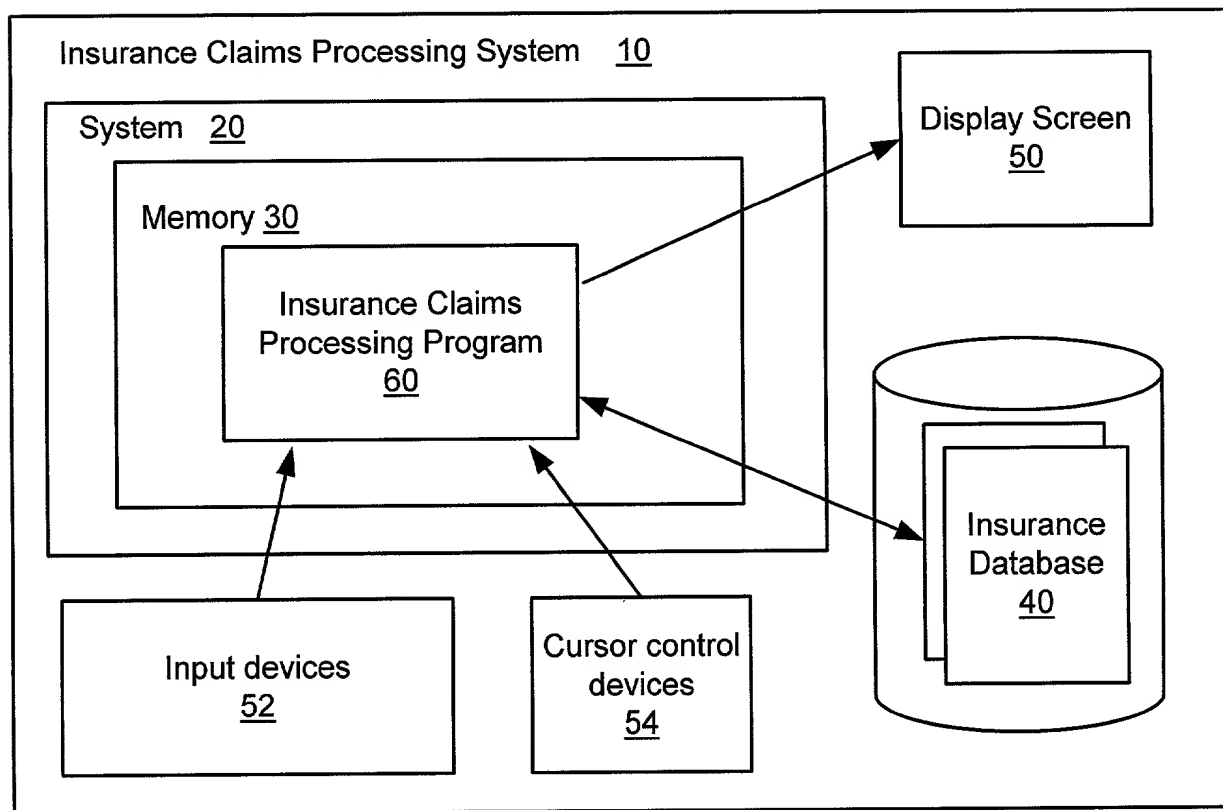 Insurance Claims Processing System 10
System 20
Memory 30
Insurance Claims
Processing Program
60
Display Screen
50
Insurance
Database
40
Input devices
52
Cursor control
devices
54